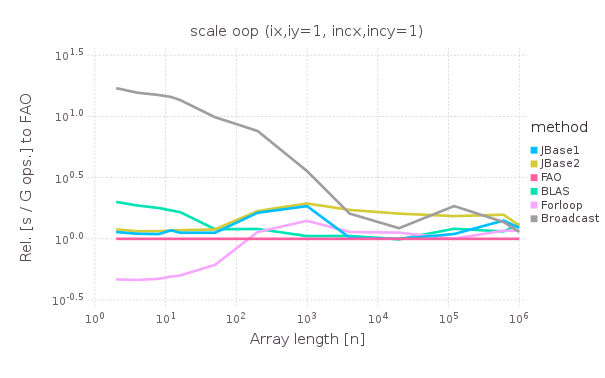 scale oop (ix,iy=1, incx,incy=1)
Rel. [s / G ops.] to FAO
10^1.5
10^1.0
10^0.5
10^0.0
10^-0.5
10^0 10^1 10^2 10^3 10^4 10^5 10^6
Array length [n]
method
JBase1
JBase2
FAO
BLAS
Forloop
Broadcast